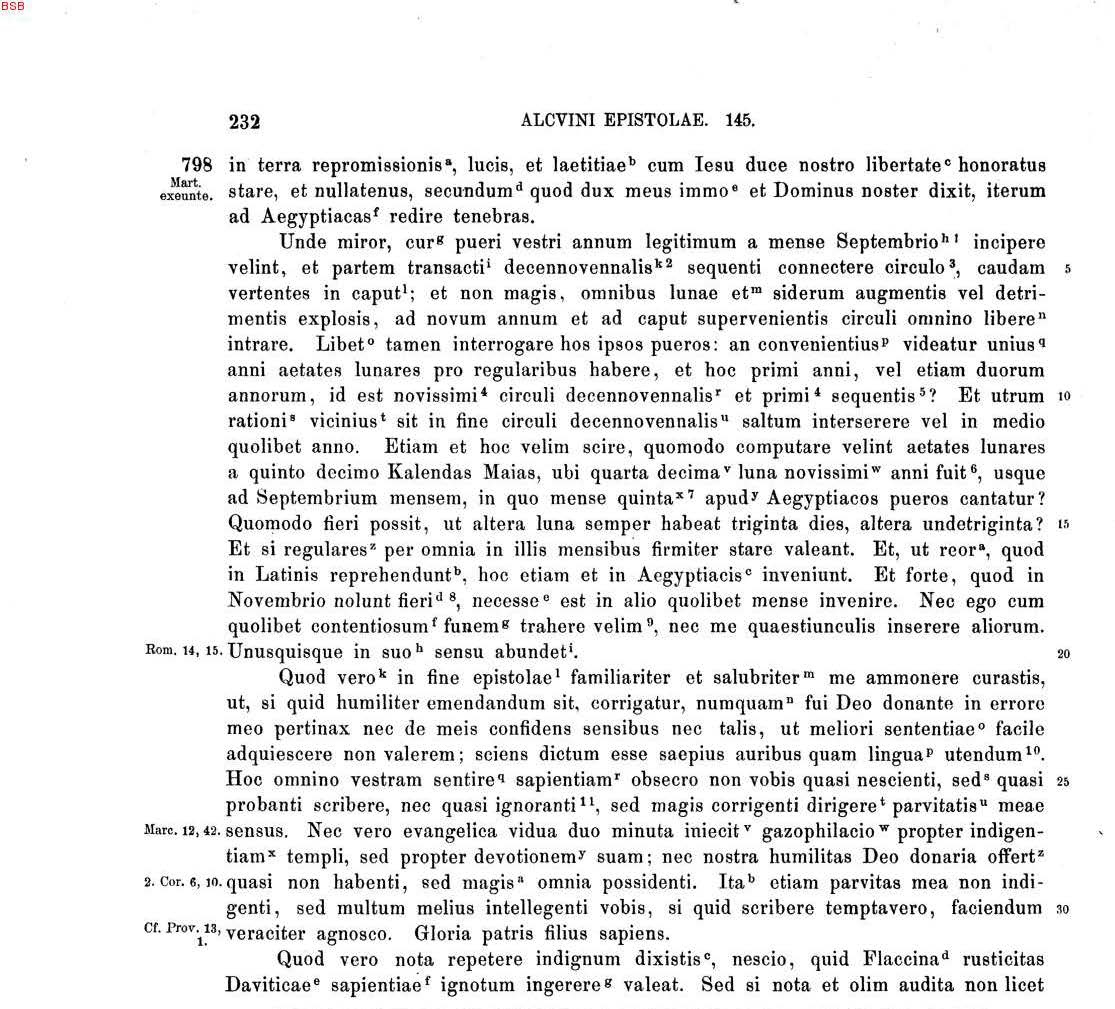 BSB
232 ALCVINI EPISTOLAE. 145.
798 in terra repromissionis ᵃ, lucis, et laetitiae ᵇ cum Iesu duce nostro libertate ᶜ honoratus
Mart. exeunte. stare, et nullatenus, secundum ᵈ quod dux meus immo ᵉ et Dominus noster dixit, iterum
ad Aegyptiacas ᶠ redire tenebras.
Unde miror, cur ᵍ pueri vestri annum legitimum a mense Septembrio ʰ ¹ incipere
velint, et partem transacti ⁱ decennovennalis ᵏ ² sequenti connectere circulo ³, caudam 5
vertentes in caput ˡ; et non magis, omnibus lunae et ᵐ siderum augmentis vel detri-
mentis explosis, ad novum annum et ad caput supervenientis circuli omnino libere ⁿ
intrare. Libet ᵒ tamen interrogare hos ipsos pueros: an convenientius ᵖ videatur unius q
anni aetates lunares pro regularibus habere, et hoc primi anni, vel etiam duorum
annorum, id est novissimi ⁴ circuli decennovennalis ʳ et primi ⁴ sequentis ⁵? Et utrum 10
rationi ˢ vicinius ᵗ sit in fine circuli decennovennalis ᵘ saltum interserere vel in medio
quolibet anno. Etiam et hoc velim scire, quomodo computare velint aetates lunares
a quinto decimo Kalendas Maias, ubi quarta decima ᵛ luna novissimi ʷ anni fuit ⁶, usque
ad Septembrium mensem, in quo mense quinta ˣ ⁷ apud ʸ Aegyptiacos pueros cantatur?
Quomodo fieri possit, ut altera luna semper habeat triginta dies, altera undetriginta? 15
Et si regulares ᶻ per omnia in illis mensibus firmiter stare valeant. Et, ut reor ᵃ, quod
in Latinis reprehendunt ᵇ, hoc etiam et in Aegyptiacis ᶜ inveniunt. Et forte, quod in
Novembrio nolunt fieri ᵈ ⁸, necesse ᵉ est in alio quolibet mense invenire. Nec ego cum
quolibet contentiosum ᶠ funem ᵍ trahere velim ⁹, nec me quaestiunculis inserere aliorum.
Rom. 14, 15. Unusquisque in suo ʰ sensu abundet ⁱ. 20
Quod vero ᵏ in fine epistolae ˡ familiariter et salubriter ᵐ me ammonere curastis,
ut, si quid humiliter emendandum sit, corrigatur, numquam ⁿ fui Deo donante in errore
meo pertinax nec de meis confidens sensibus nec talis, ut meliori sententiae ᵒ facile
adquiescere non valerem; sciens dictum esse saepius auribus quam lingua ᵖ utendum ¹⁰.
Hoc omnino vestram sentire q sapientiam ʳ obsecro non vobis quasi nescienti, sed ˢ quasi 25
probanti scribere, nec quasi ignoranti ¹¹, sed magis corrigenti dirigere ᵗ parvitatis ᵘ meae
Marc. 12, 42. sensus. Nec vero evangelica vidua duo minuta iniecit ᵛ gazophilacio ʷ propter indigen-
tiam ˣ templi, sed propter devotionem ʸ suam; nec nostra humilitas Deo donaria offert ᶻ
2. Cor. 6, 10. quasi non habenti, sed magis ᵃ omnia possidenti. Ita ᵇ etiam parvitas mea non indi-
genti, sed multum melius intellegenti vobis, si quid scribere temptavero, faciendum 30
Cf. Prov. 13, 1. veraciter agnosco. Gloria patris filius sapiens.
Quod vero nota repetere indignum dixistis ᶜ, nescio, quid Flaccina ᵈ rusticitas
Daviticae ᵉ sapientiae ᶠ ignotum ingerere ᵍ valeat. Sed si nota et olim audita non licet